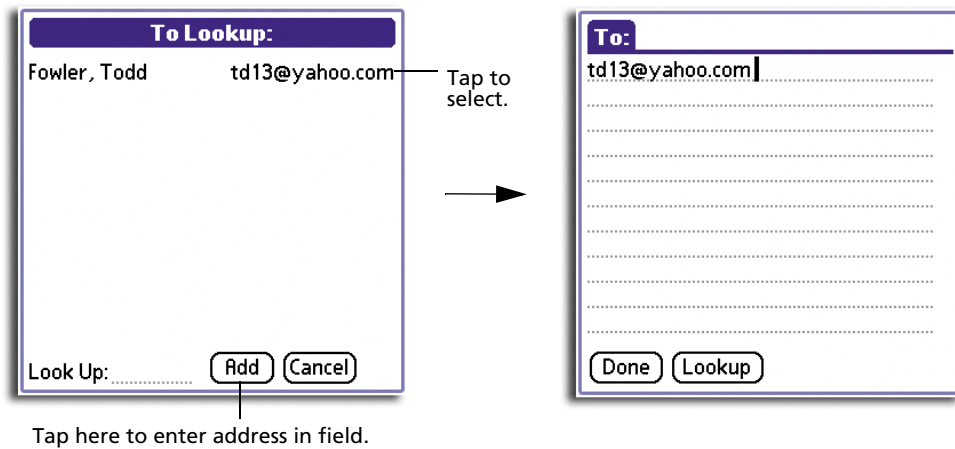 To Lookup:
Fowler, Todd td13@yahoo.com
Tap to
select.
Look Up: Add Cancel
Tap here to enter address in field.
To:
td13@yahoo.com
Done Lookup